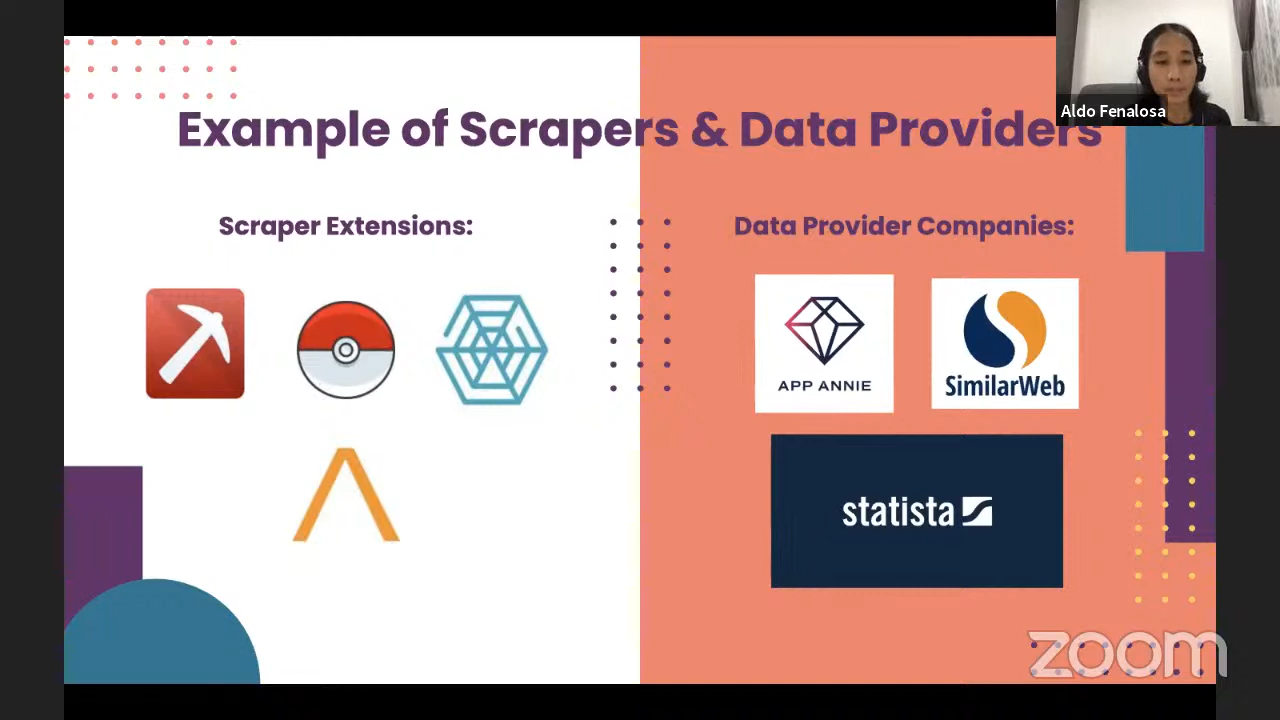 Aldo Fenalosa
Example of Scrapers & Data Providers
Scraper Extensions:
Data Provider Companies:
APP ANNIE
SimilarWeb
statista
zoom